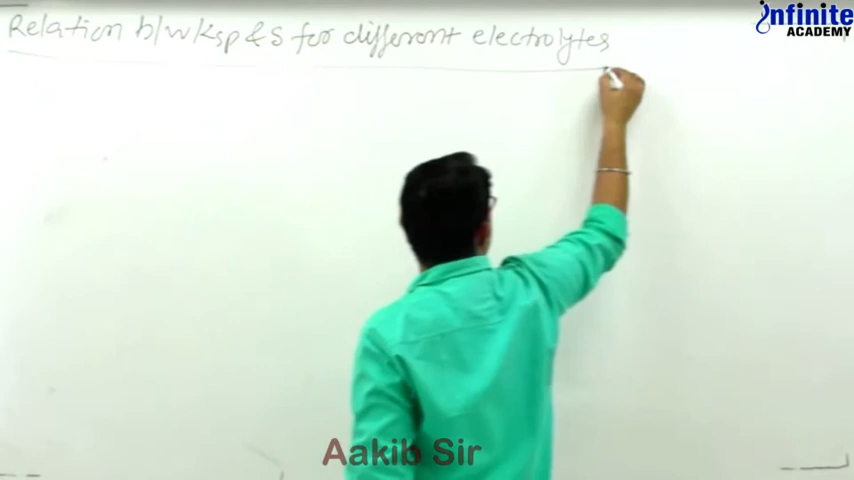 Relation b/w Ksp & S for different electrolytes
Infinite
ACADEMY
Aakib Sir